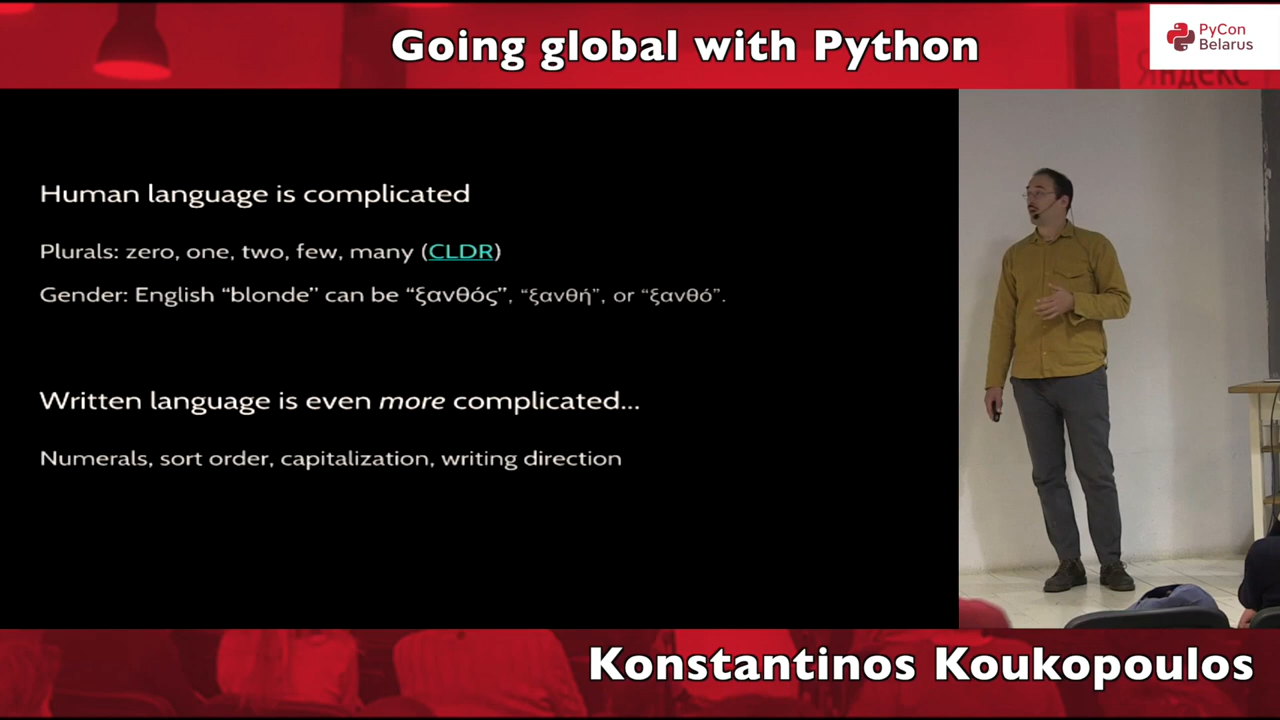 Going global with Python
PyCon
Belarus
Яндекс
Human language is complicated
Plurals: zero, one, two, few, many (CLDR)
Gender: English “blonde” can be “ξανθός”, “ξανθή”, or “ξανθό”.
Written language is even more complicated...
Numerals, sort order, capitalization, writing direction
Konstantinos Koukopoulos